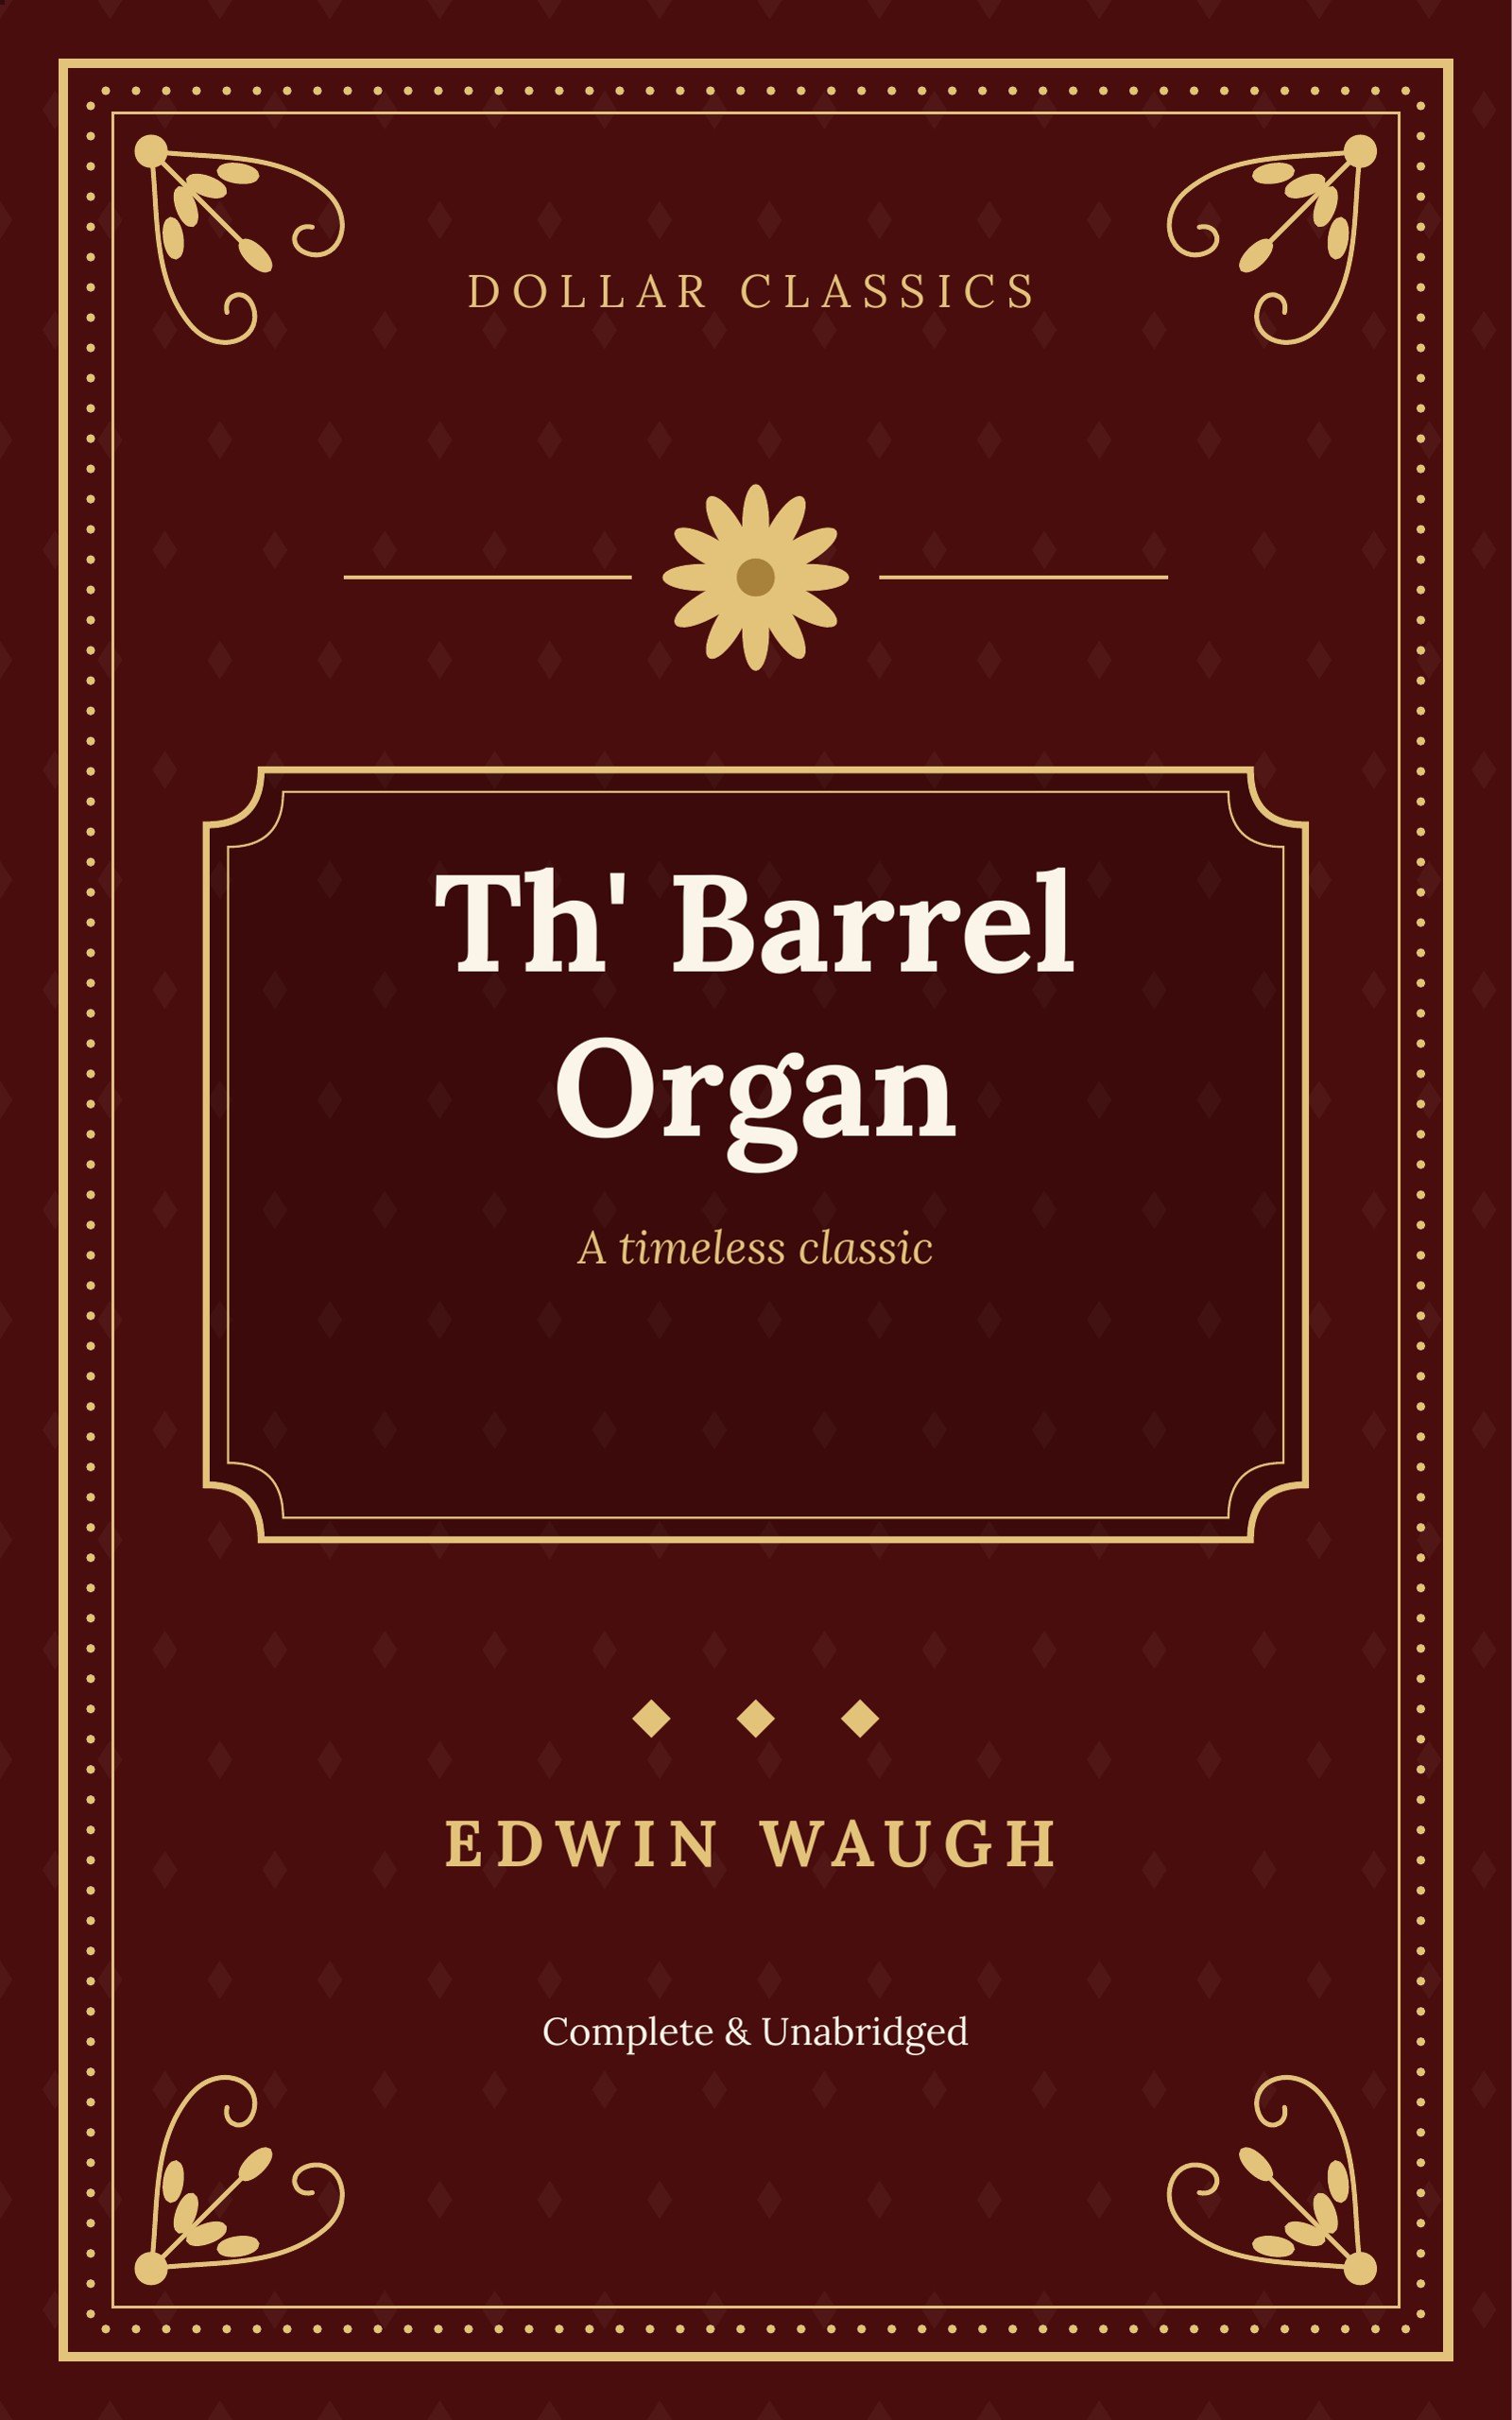 DOLLAR CLASSICS
Th' Barrel
Organ
A timeless classic
EDWIN WAUGH
Complete & Unabridged